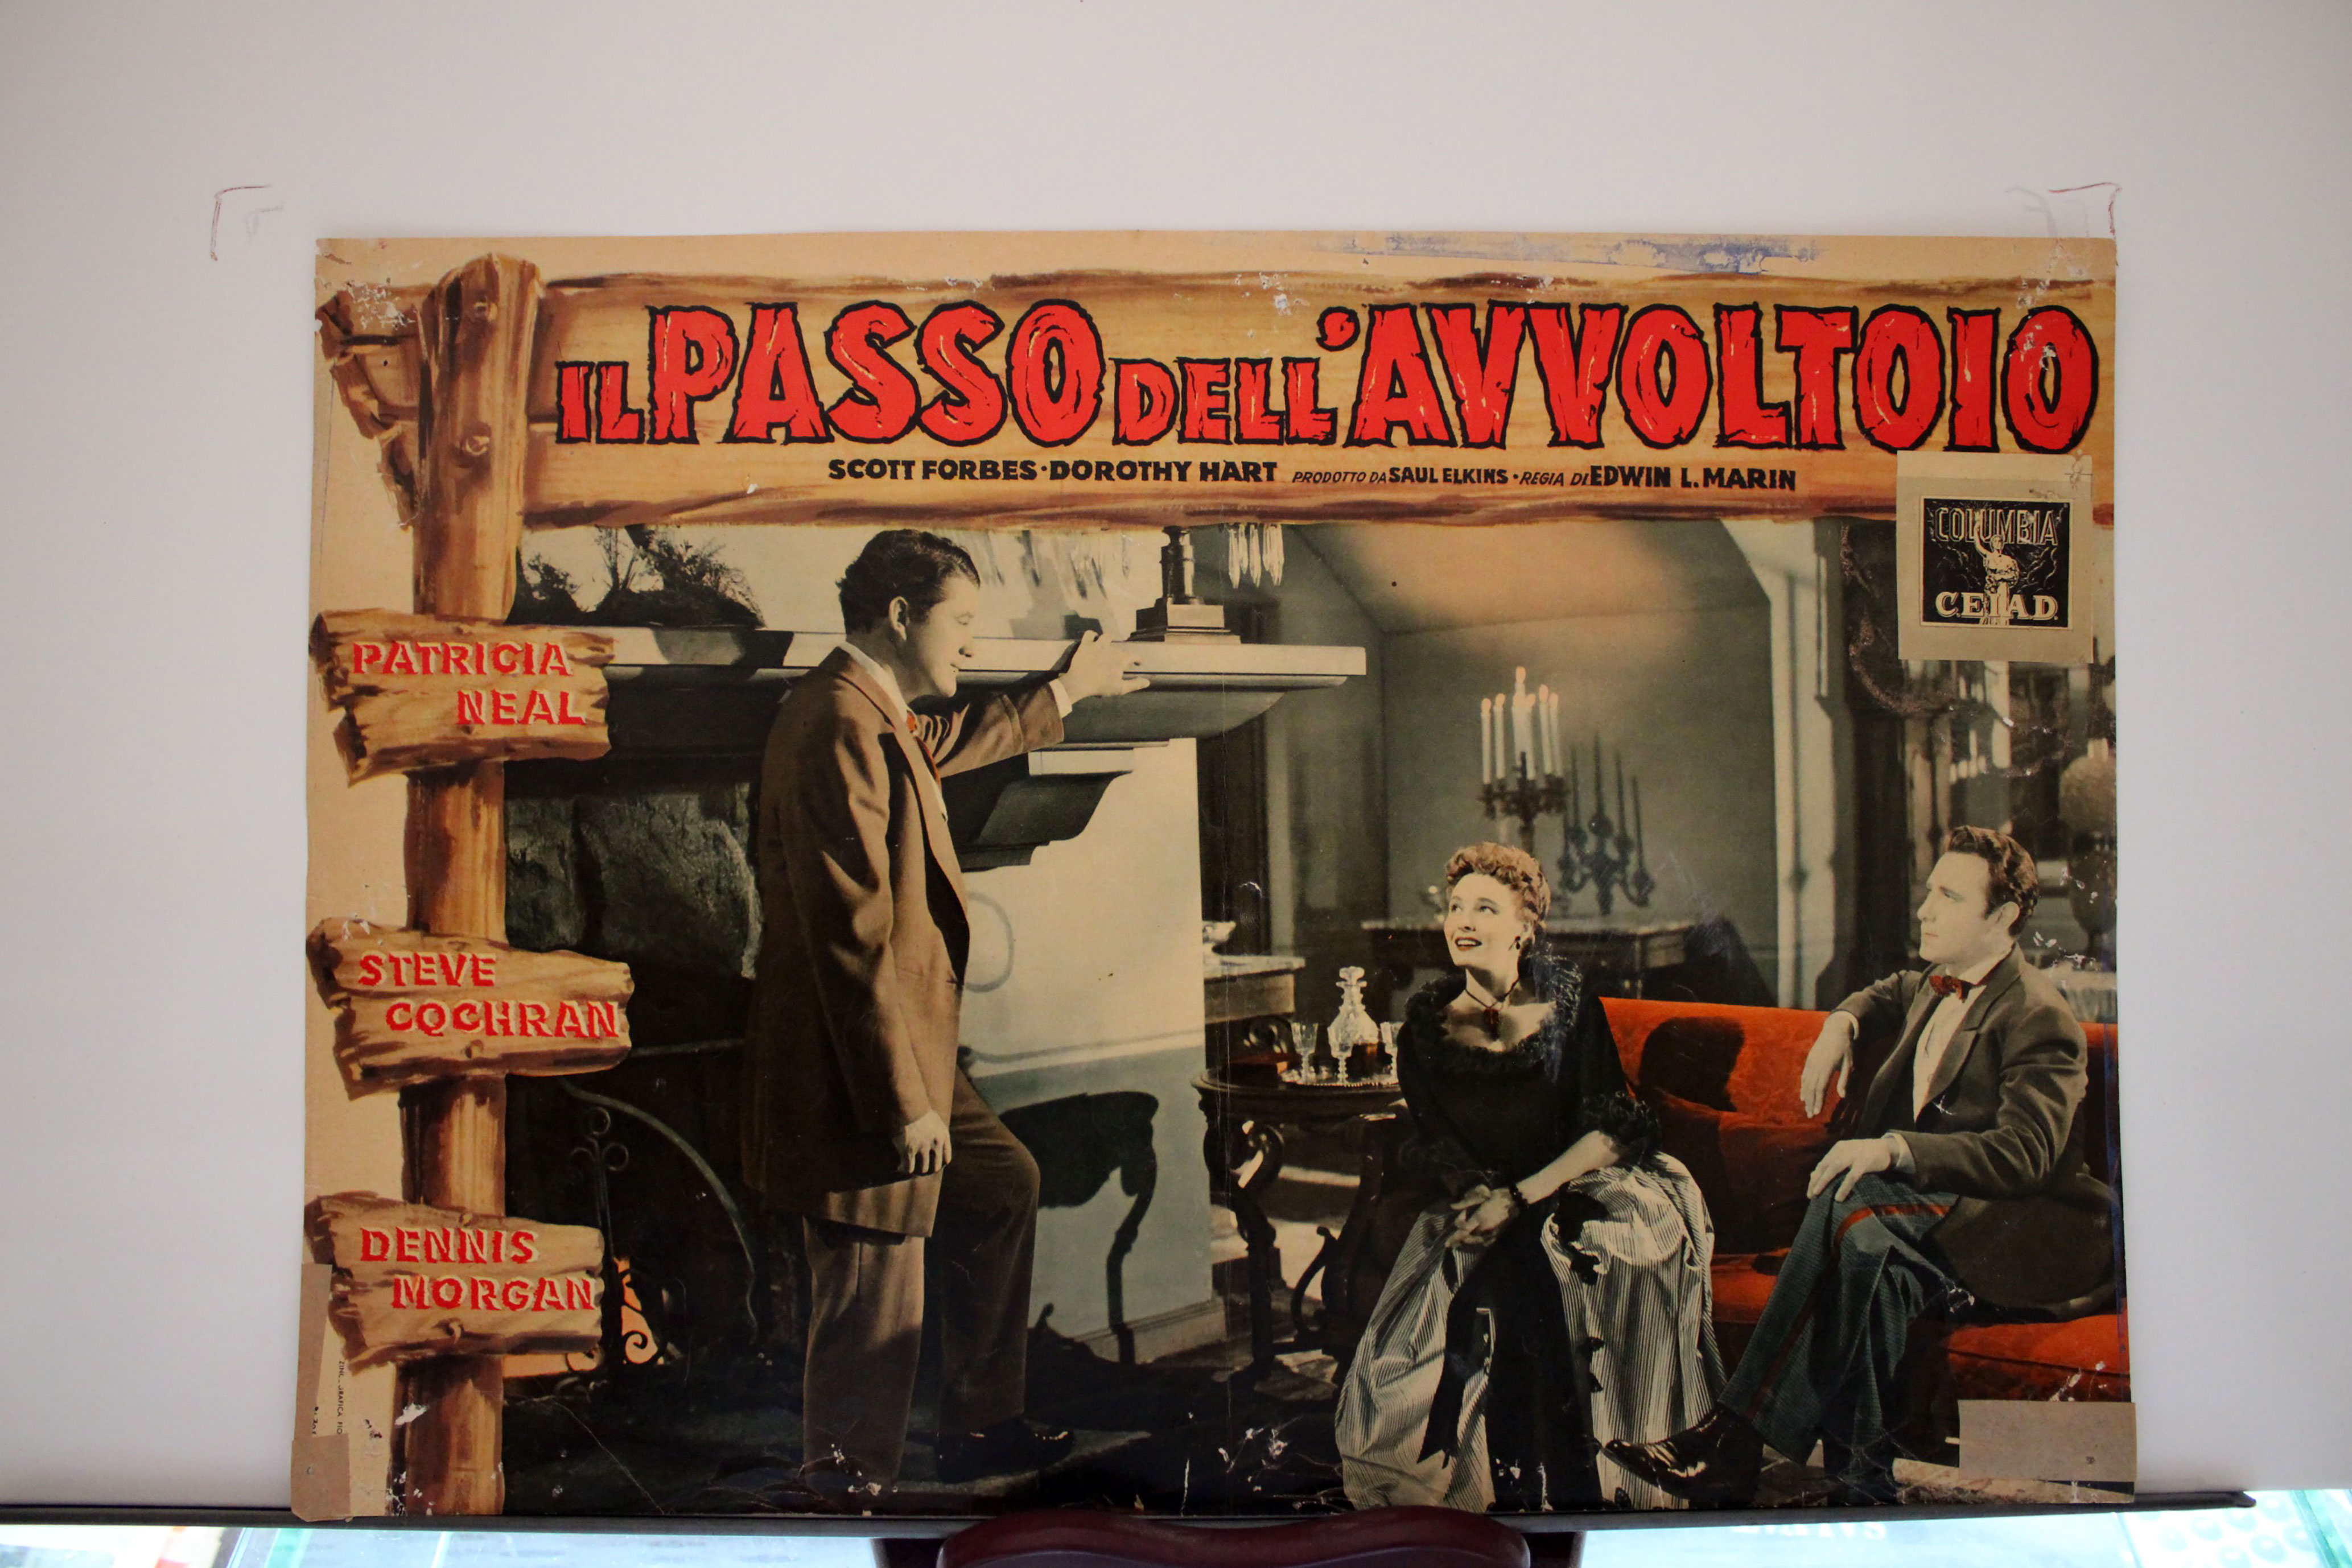 IL PASSO DELL'AVVOLTOIO
SCOTT FORBES·DOROTHY HART PRODOTTO DA SAUL ELKINS·REGIA DI EDWIN L. MARIN
COLUMBIA
C.EIAD.
PATRICIA
NEAL
STEVE
COCHRAN
DENNIS
MORGAN